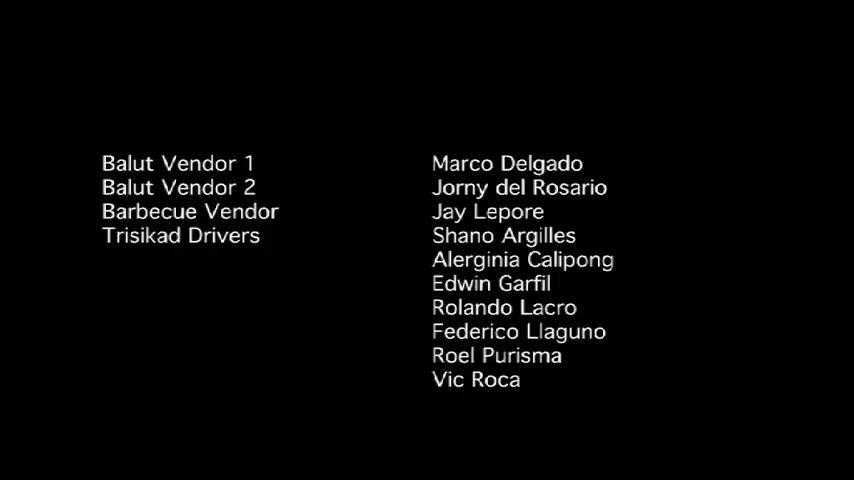 Balut Vendor 1 Marco Delgado
Balut Vendor 2 Jorny del Rosario
Barbecue Vendor Jay Lepore
Trisikad Drivers Shano Argilles
Alerginia Calipong
Edwin Garfil
Rolando Lacro
Federico Llaguno
Roel Purisma
Vic Roca